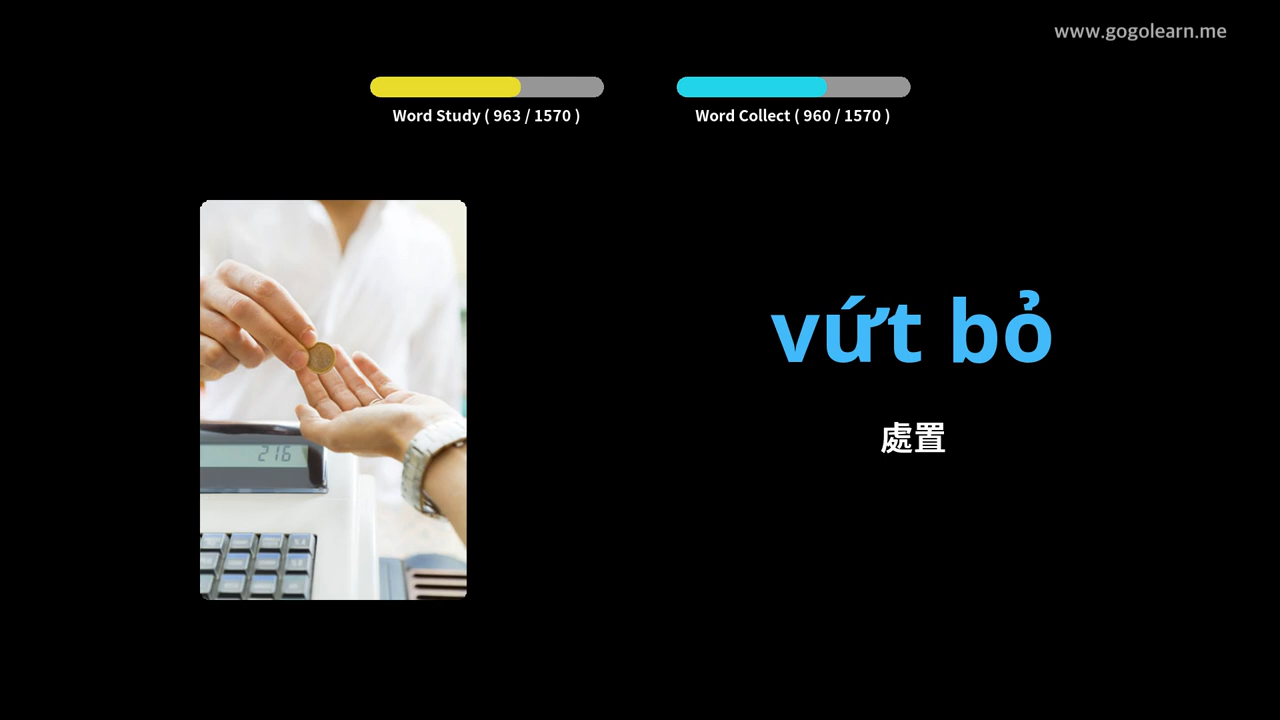 www.gogolearn.me
Word Study ( 963 / 1570 )
Word Collect ( 960 / 1570 )
vứt bỏ
處置
216